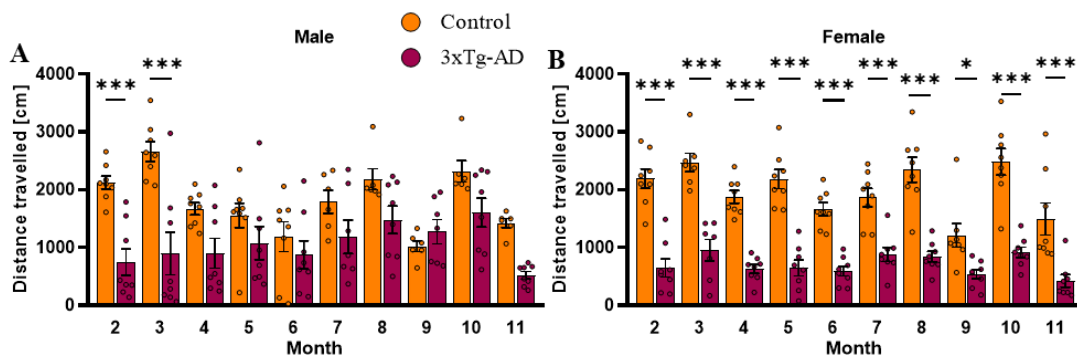 Control
3xTg-AD
A
Male
Distance travelled [cm]
4000
3000
2000
1000
0
***
***
2 3 4 5 6 7 8 9 10 11
Month
B
Female
Distance travelled [cm]
4000
3000
2000
1000
0
***
***
***
***
***
***
***
*
***
***
2 3 4 5 6 7 8 9 10 11
Month